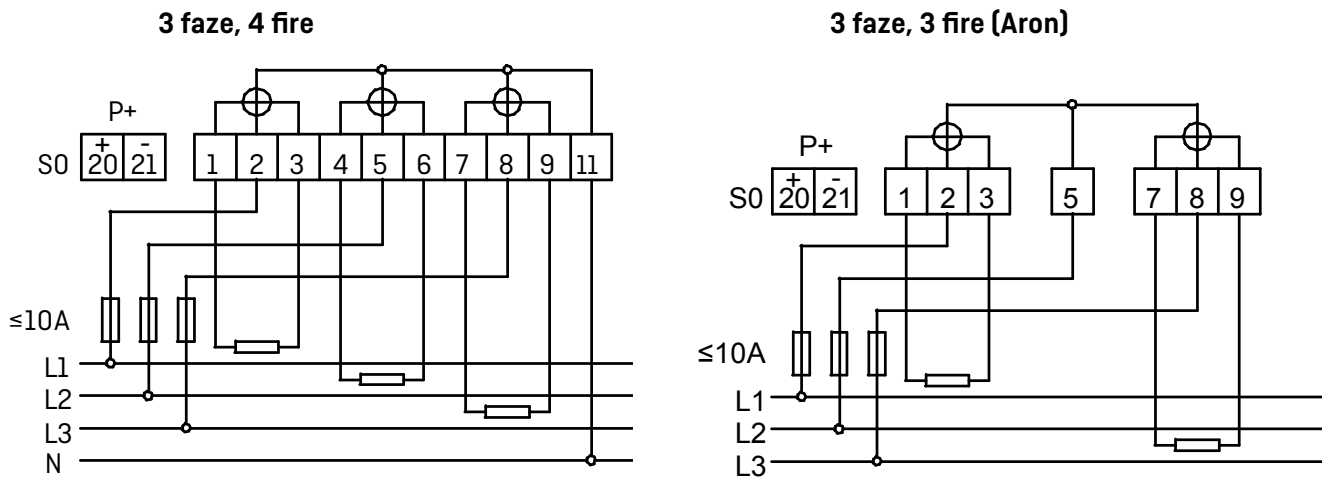 3 faze, 4 fire
P+
+ -
S0 20 21 1 2 3 4 5 6 7 8 9 11
≤10A
L1
L2
L3
N
3 faze, 3 fire (Aron)
P+
+ -
S0 20 21 1 2 3 5 7 8 9
≤10A
L1
L2
L3